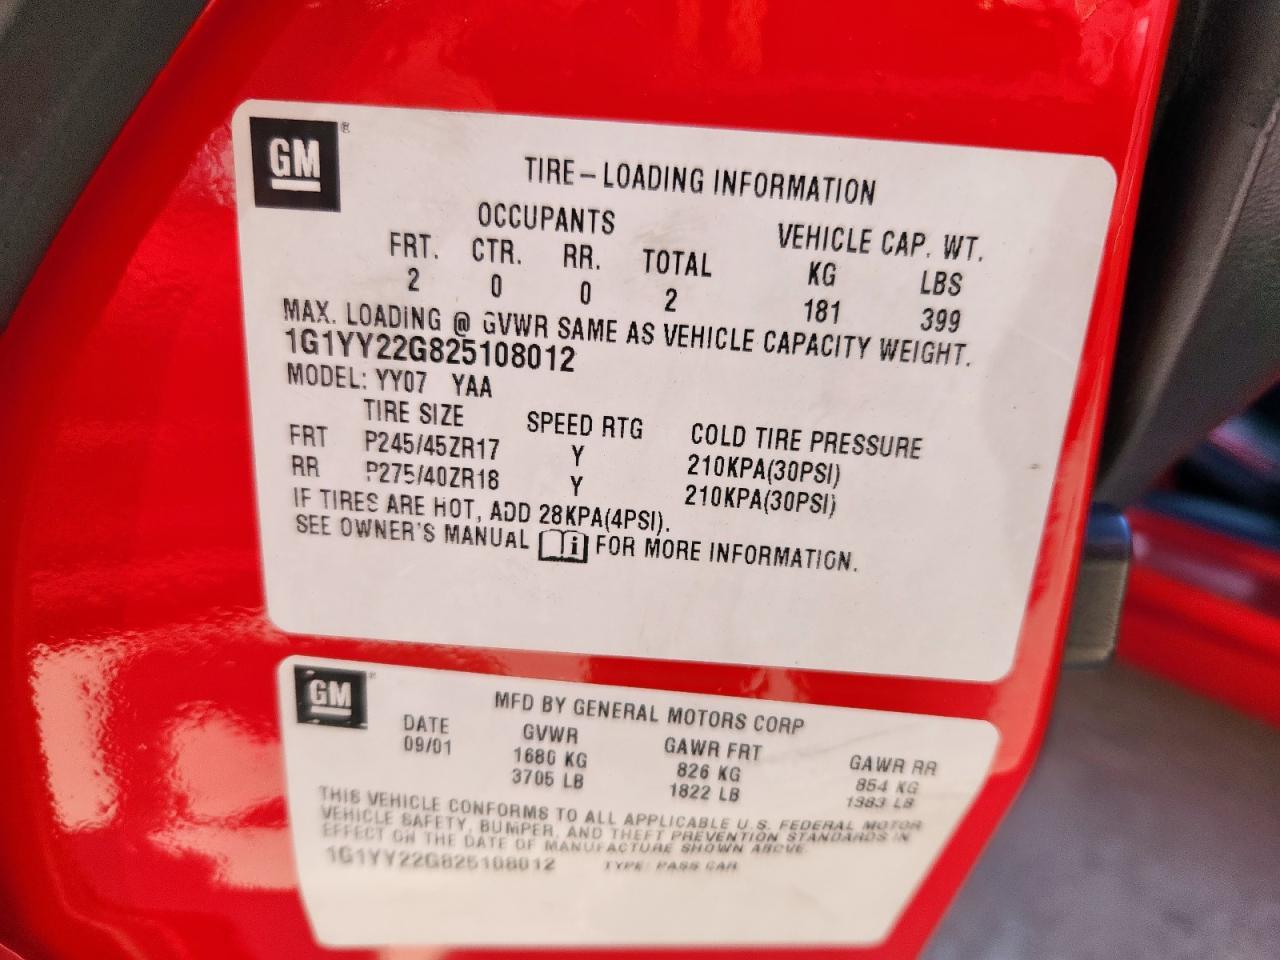 GM®
TIRE–LOADING INFORMATION
OCCUPANTS VEHICLE CAP. WT.
FRT. CTR. RR. TOTAL KG LBS
2 0 0 2 181 399
MAX. LOADING @ GVWR SAME AS VEHICLE CAPACITY WEIGHT.
1G1YY22G825108012
MODEL: YY07 YAA
TIRE SIZE SPEED RTG COLD TIRE PRESSURE
FRT P245/45ZR17 Y 210KPA(30PSI)
RR P275/40ZR18 Y 210KPA(30PSI)
IF TIRES ARE HOT, ADD 28KPA(4PSI).
SEE OWNER'S MANUAL FOR MORE INFORMATION.
GM®
MFD BY GENERAL MOTORS CORP
DATE GVWR GAWR FRT GAWR RR
09/01 1680 KG 826 KG 854 KG
3705 LB 1822 LB 1883 LB
THIS VEHICLE CONFORMS TO ALL APPLICABLE U.S. FEDERAL MOTOR
VEHICLE SAFETY, BUMPER, AND THEFT PREVENTION STANDARDS IN
EFFECT ON THE DATE OF MANUFACTURE SHOWN ABOVE.
1G1YY22G825108012 TYPE: PASS CAR